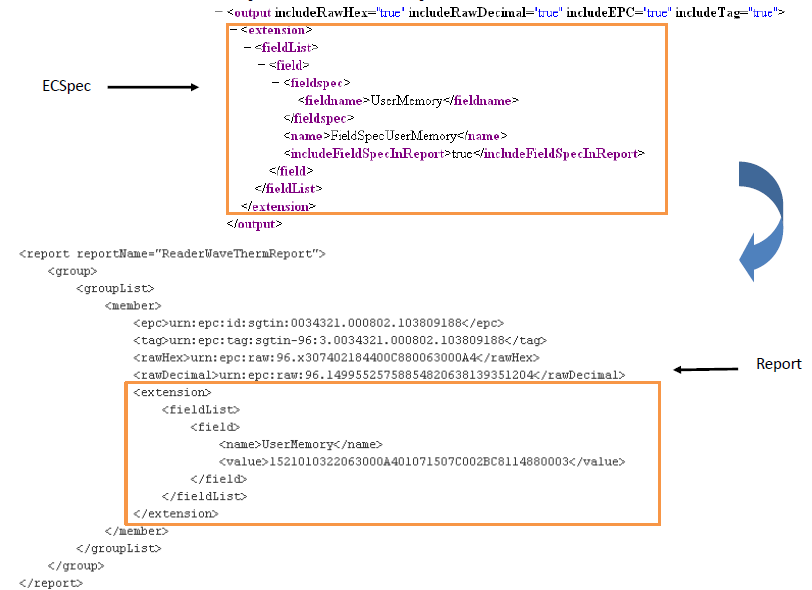 − <output includeRawHex="true" includeRawDecimal="true" includeEPC="true" includeTag="true">
− <extension>
− <fieldList>
− <field>
− <fieldspec>
<fieldname>UserMemory</fieldname>
</fieldspec>
<name>FieldSpecUserMemory</name>
<includeFieldSpecInReport>true</includeFieldSpecInReport>
</field>
</fieldList>
</extension>
</output>
ECSpec
<report reportName="ReaderWaveThermReport">
<group>
<groupList>
<member>
<epc>urn:epc:id:sgtin:0034321.000802.103809188</epc>
<tag>urn:epc:tag:sgtin-96:3.0034321.000802.103809188</tag>
<rawHex>urn:epc:raw:96.x307402184400C880063000A4</rawHex>
<rawDecimal>urn:epc:raw:96.14995525758854820638139351204</rawDecimal>
<extension>
<fieldList>
<field>
<name>UserMemory</name>
<value>1521010322063000A401071507C002BC8114880003</value>
</field>
</fieldList>
</extension>
</member>
</groupList>
</group>
</report>
Report